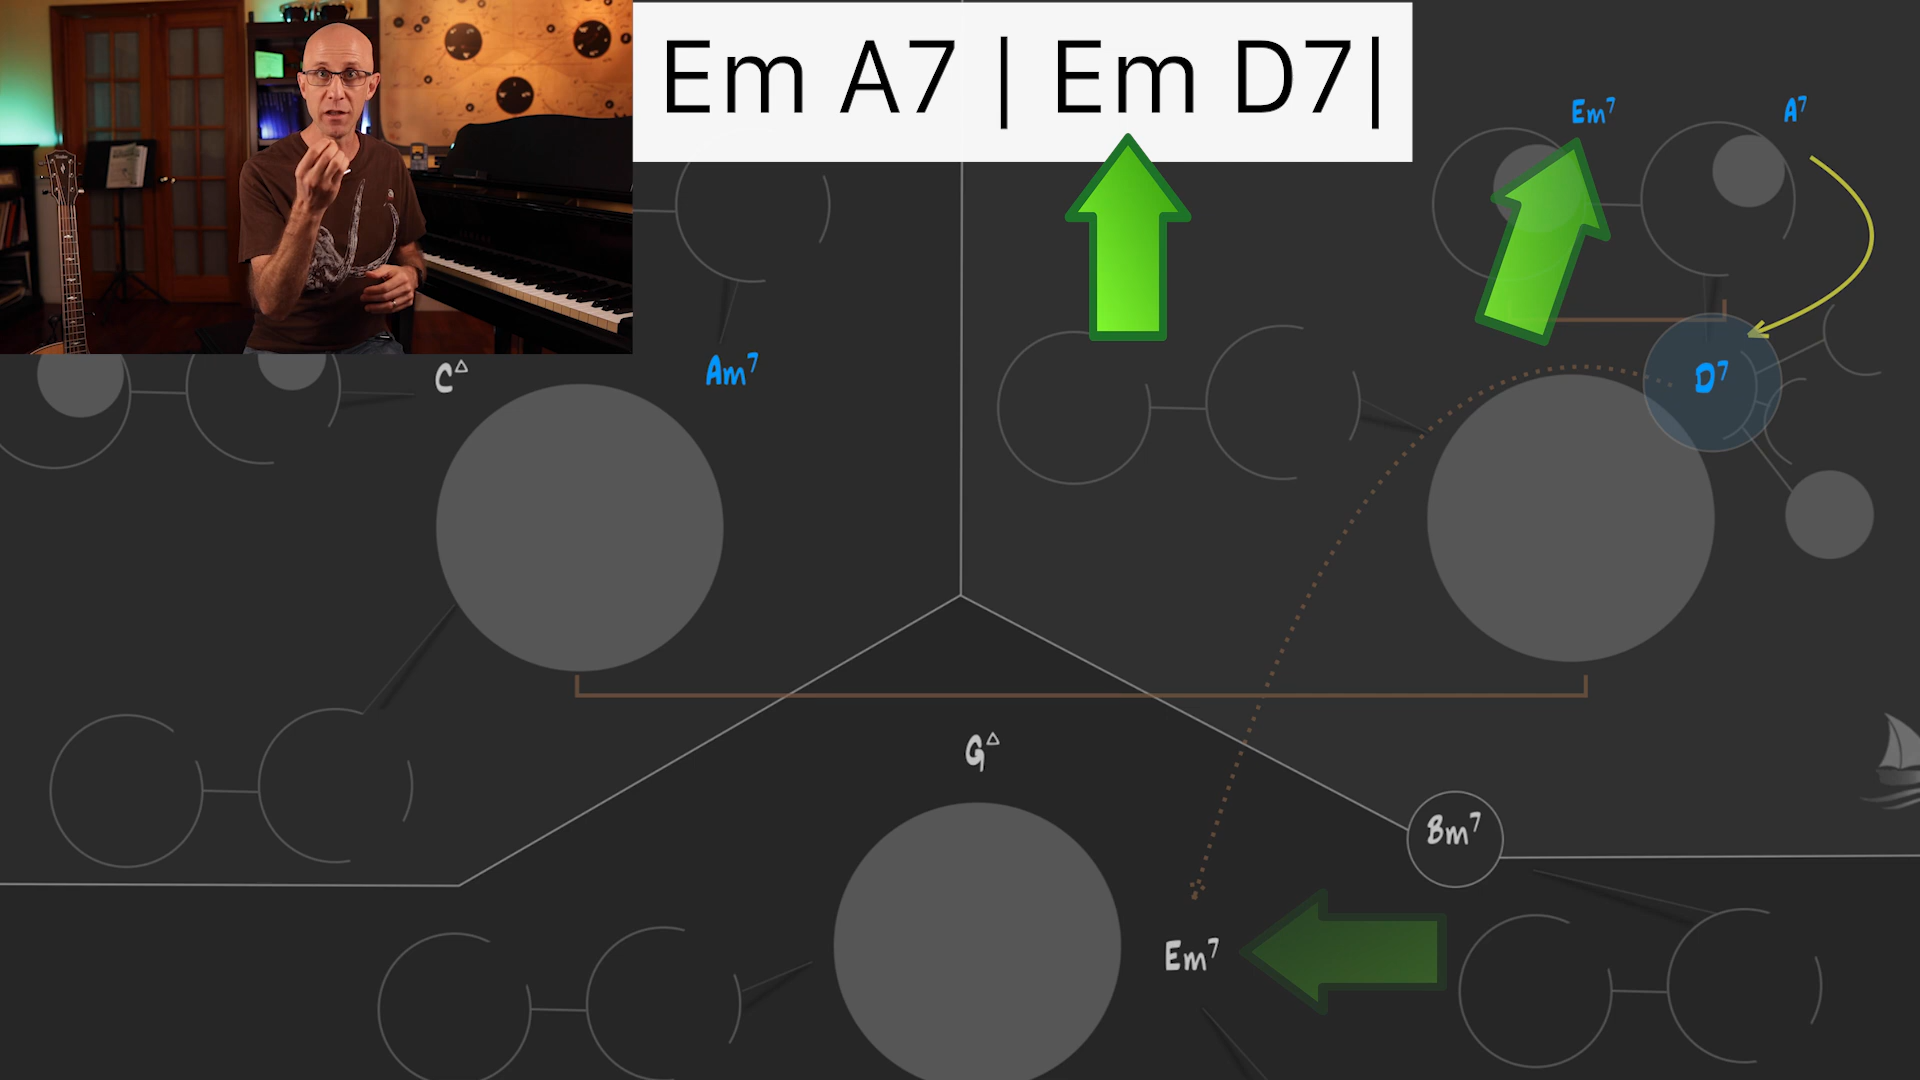 Em A7 | Em D7|
Em⁷
A⁷
C△
Am⁷
D⁷
G△
Bm⁷
Em⁷